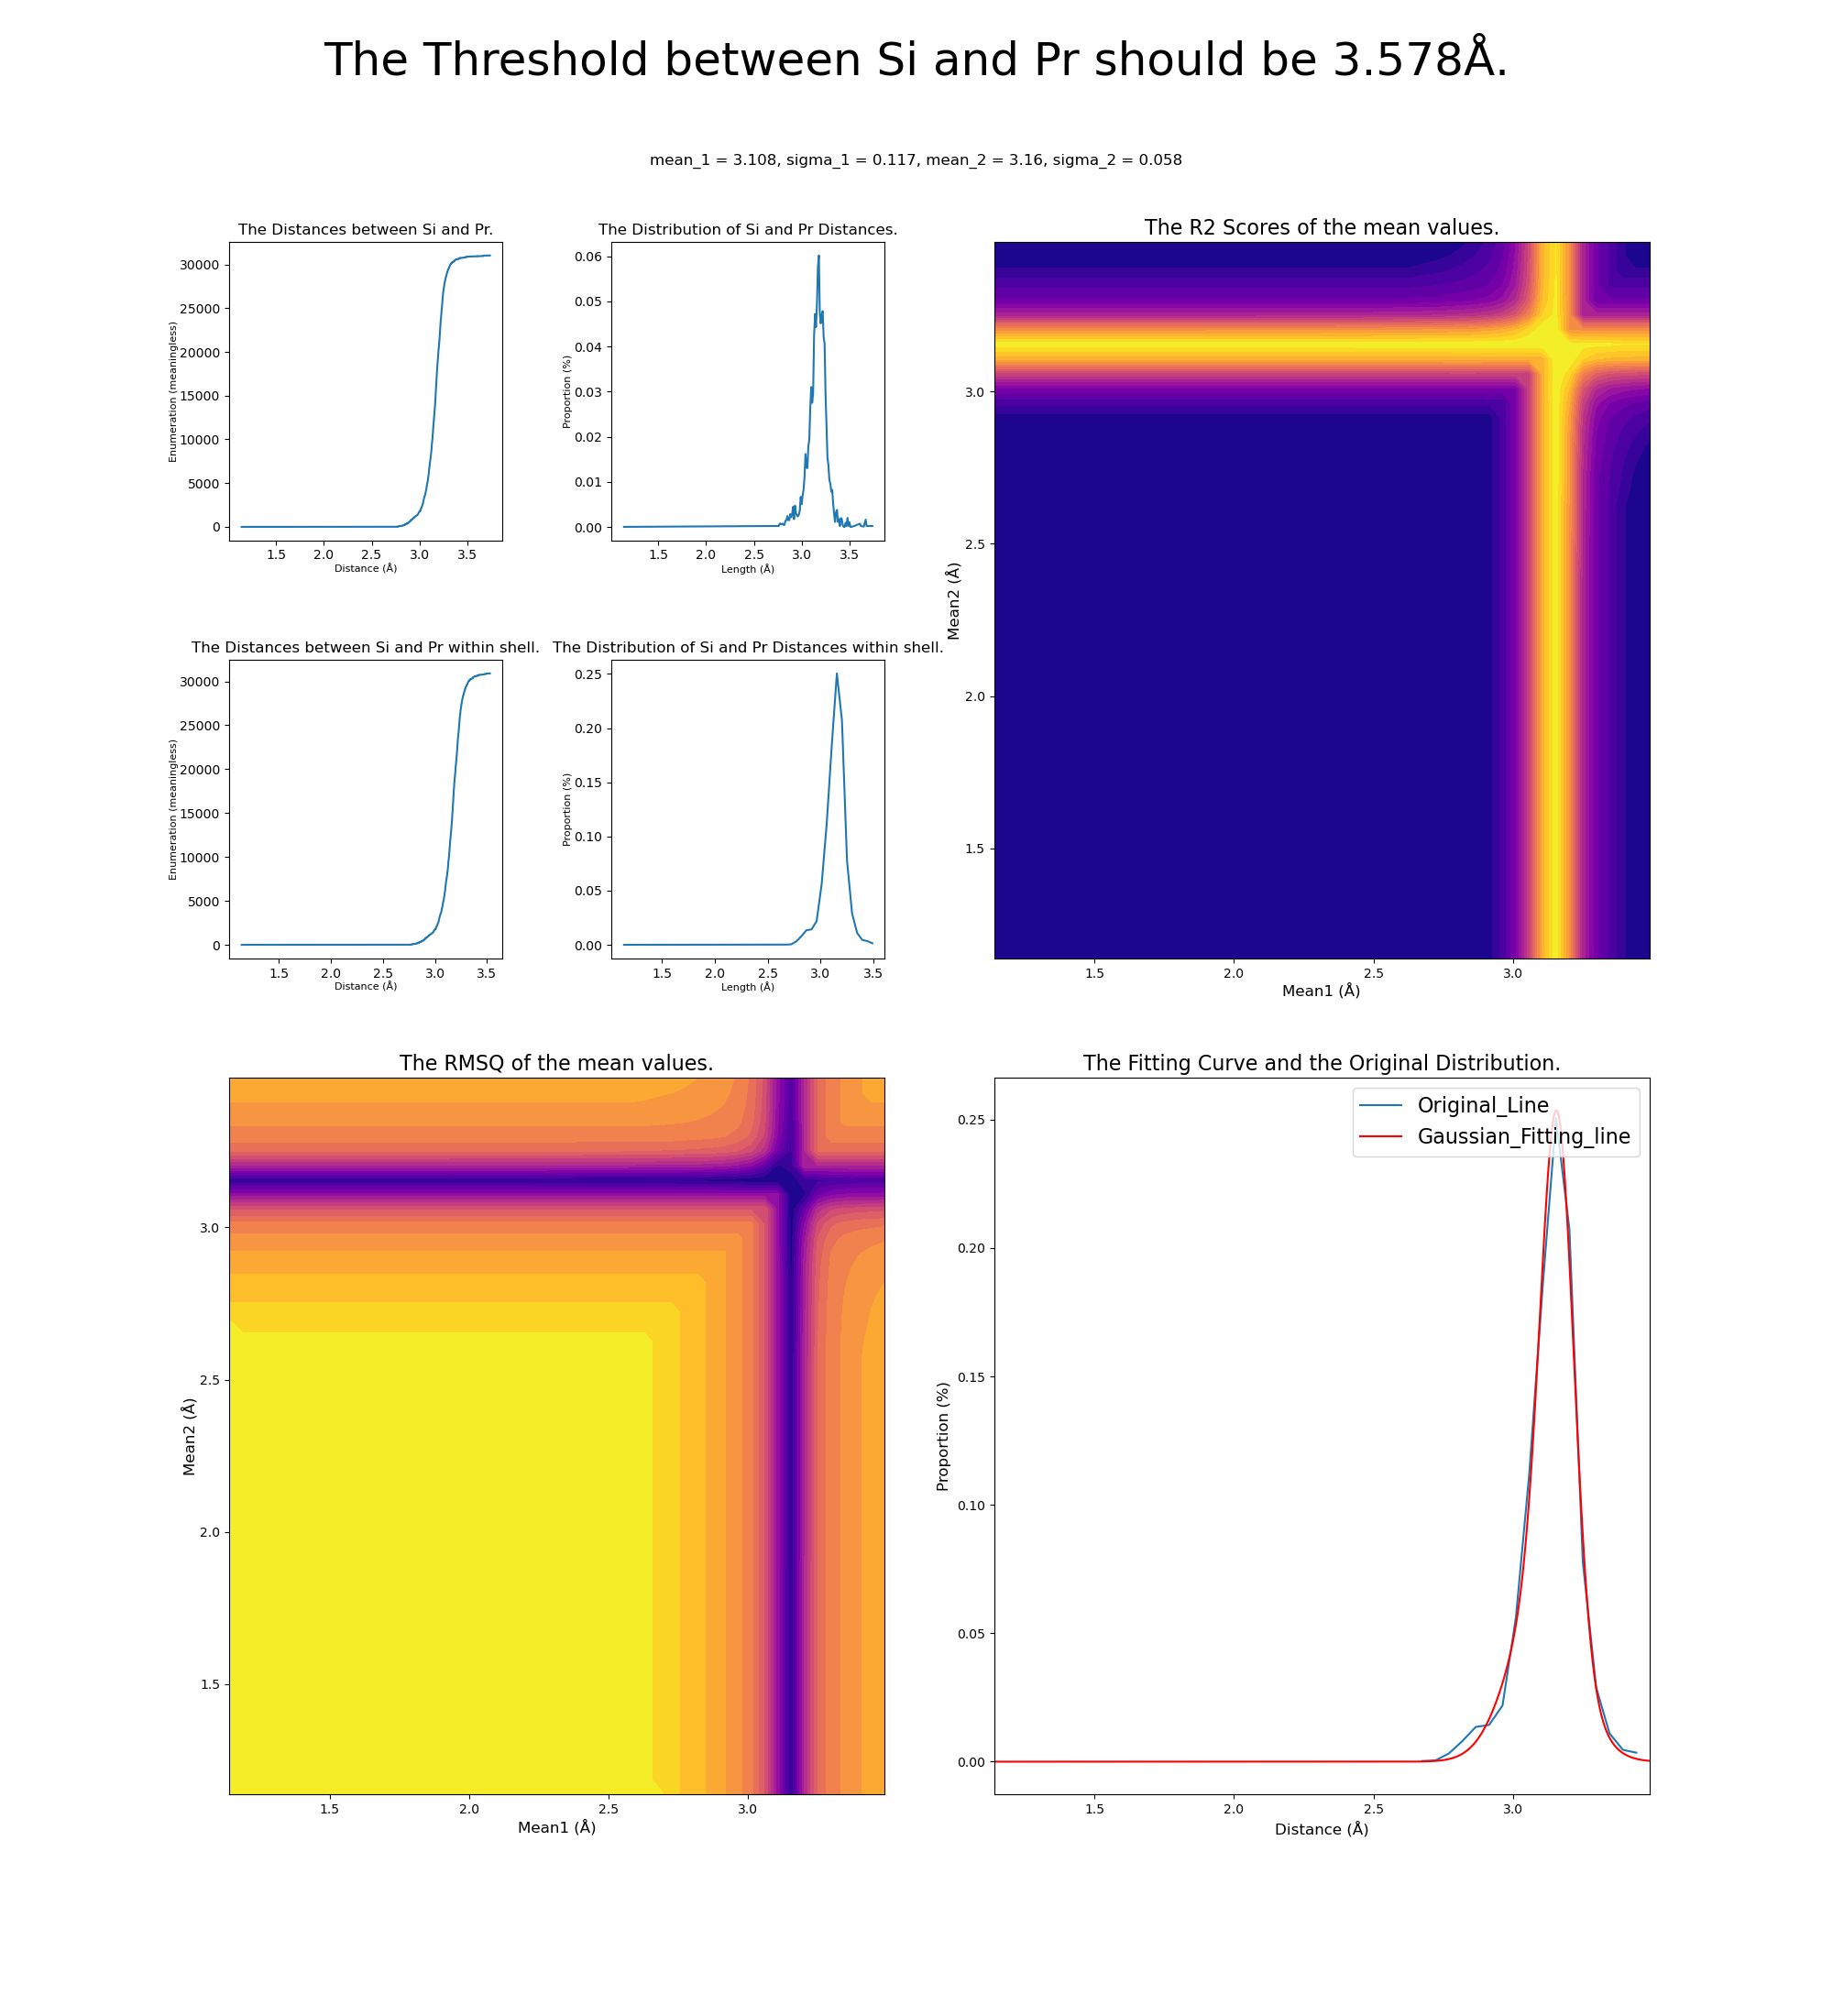 The Threshold between Si and Pr should be 3.578Å.
mean_1 = 3.108, sigma_1 = 0.117, mean_2 = 3.16, sigma_2 = 0.058
The Distances between Si and Pr.
30000
25000
20000
15000
10000
5000
0
Enumeration (meaningless)
1.5 2.0 2.5 3.0 3.5
Distance (Å)
The Distribution of Si and Pr Distances.
0.06
0.05
0.04
0.03
0.02
0.01
0.00
Proportion (%)
1.5 2.0 2.5 3.0 3.5
Length (Å)
The R2 Scores of the mean values.
3.0
2.5
2.0
1.5
Mean2 (Å)
1.5 2.0 2.5 3.0
Mean1 (Å)
The Distances between Si and Pr within shell.
30000
25000
20000
15000
10000
5000
0
Enumeration (meaningless)
1.5 2.0 2.5 3.0 3.5
Distance (Å)
The Distribution of Si and Pr Distances within shell.
0.25
0.20
0.15
0.10
0.05
0.00
Proportion (%)
1.5 2.0 2.5 3.0 3.5
Length (Å)
The RMSQ of the mean values.
3.0
2.5
2.0
1.5
Mean2 (Å)
1.5 2.0 2.5 3.0
Mean1 (Å)
The Fitting Curve and the Original Distribution.
Original_Line
Gaussian_Fitting_line
0.25
0.20
0.15
0.10
0.05
0.00
Proportion (%)
1.5 2.0 2.5 3.0
Distance (Å)